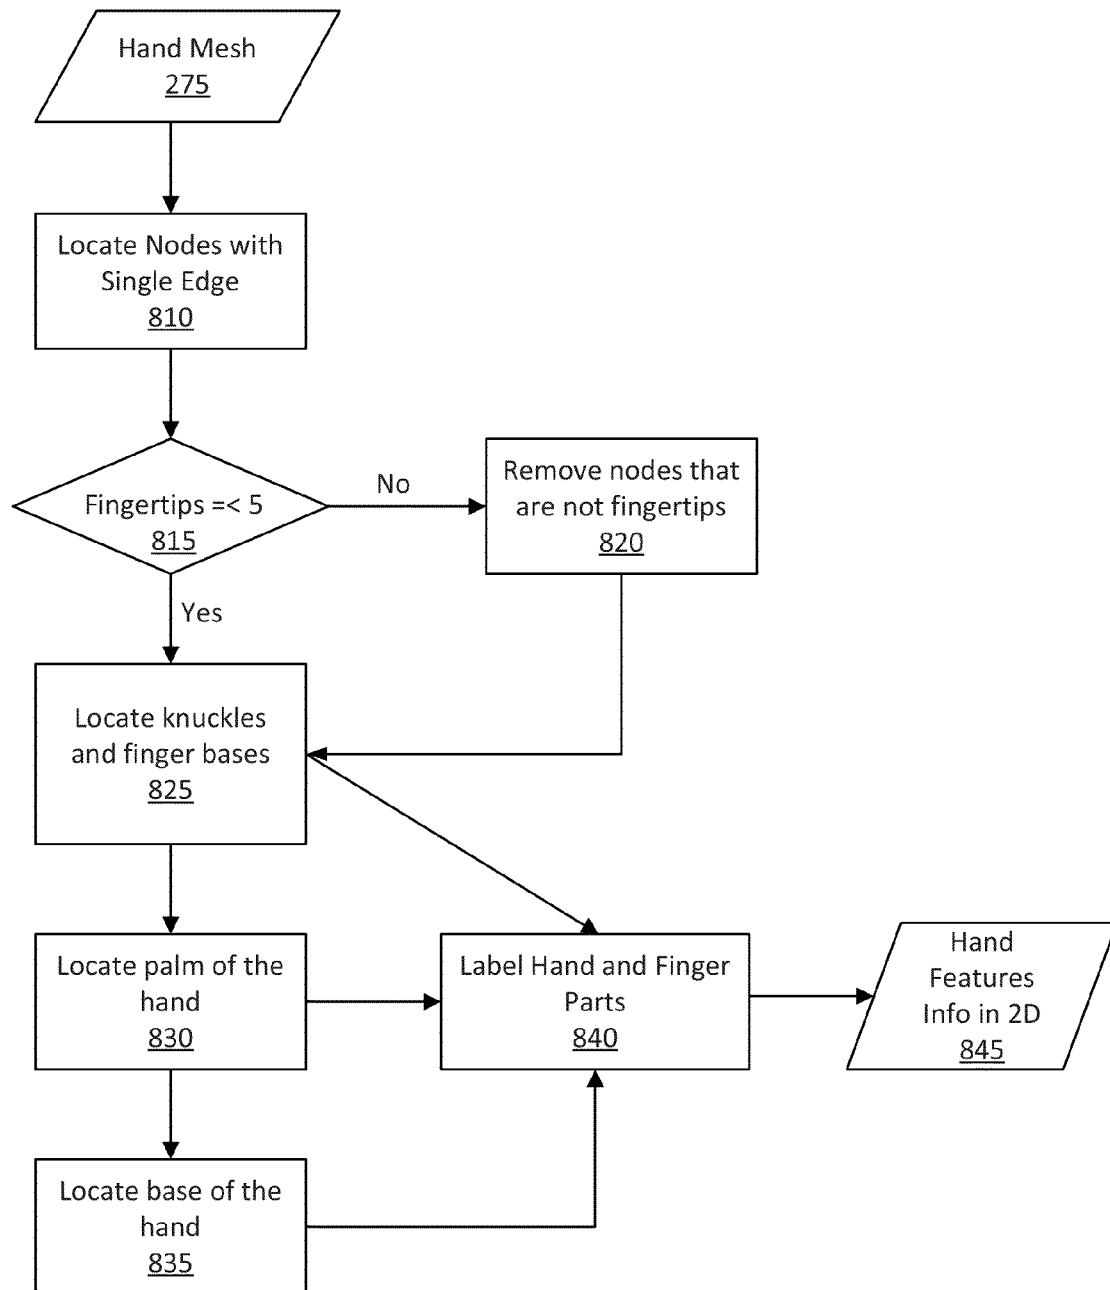 Hand Mesh
275
Locate Nodes with
Single Edge
810
Fingertips =< 5
815
No
Remove nodes that
are not fingertips
820
Yes
Locate knuckles
and finger bases
825
Locate palm of the
hand
830
Label Hand and Finger
Parts
840
Hand
Features
Info in 2D
845
Locate base of the
hand
835